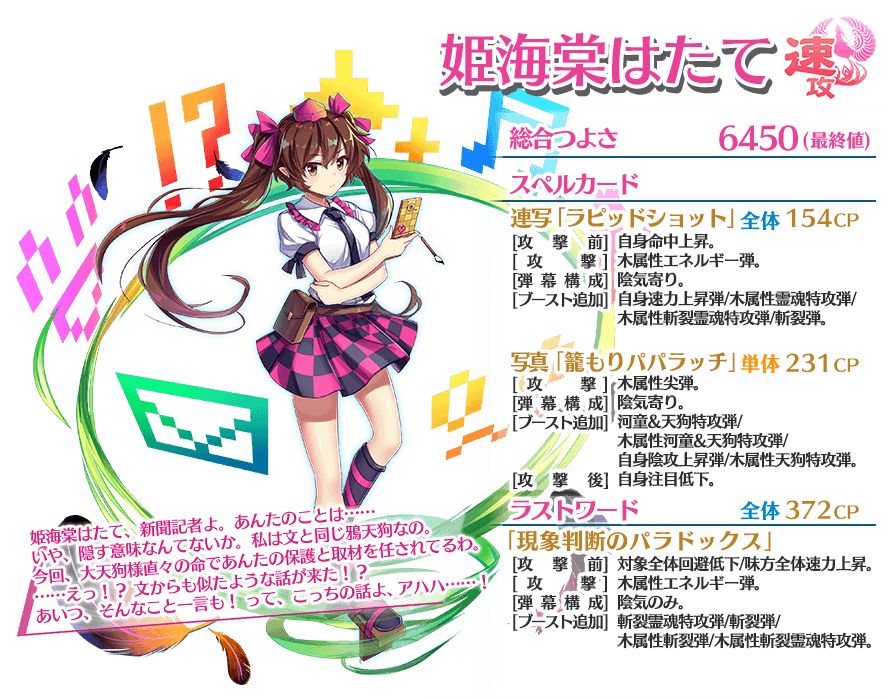 姫海棠はたて
速攻
総合つよさ 6450(最終値)
スペルカード
連写「ラピッドショット」全体 154CP
[攻撃前] 自身命中上昇。
[攻撃] 木属性エネルギー弾。
[弾幕構成] 陰気寄り。
[ブースト追加] 自身速力上昇弾/木属性霊魂特攻弾/
木属性斬裂霊魂特攻弾/斬裂弾。
写真「籠もりパパラッチ」単体 231CP
[攻撃] 木属性尖弾。
[弾幕構成] 陰気寄り。
[ブースト追加] 河童&天狗特攻弾/
木属性河童&天狗特攻弾/
自身陰攻上昇弾/木属性天狗特攻弾。
[攻撃後] 自身注目低下。
ラストワード 全体 372CP
「現象判断のパラドックス」
[攻撃前] 対象全体回避低下/味方全体速力上昇。
[攻撃] 木属性エネルギー弾。
[弾幕構成] 陰気のみ。
[ブースト追加] 斬裂霊魂特攻弾/斬裂弾/
木属性斬裂弾/木属性斬裂霊魂特攻弾。
姫海棠はたて、新聞記者よ。あんたのことは……
いや、隠す意味なんてないか。私は文と同じ鴉天狗なの。
今回、大天狗様直々の命であんたの保護と取材を任されてるわ。
……えっ！？ 文からも似たような話が来た！？
あいつ、そんなこと一言も！ って、こっちの話よ、アハハ……！
!?